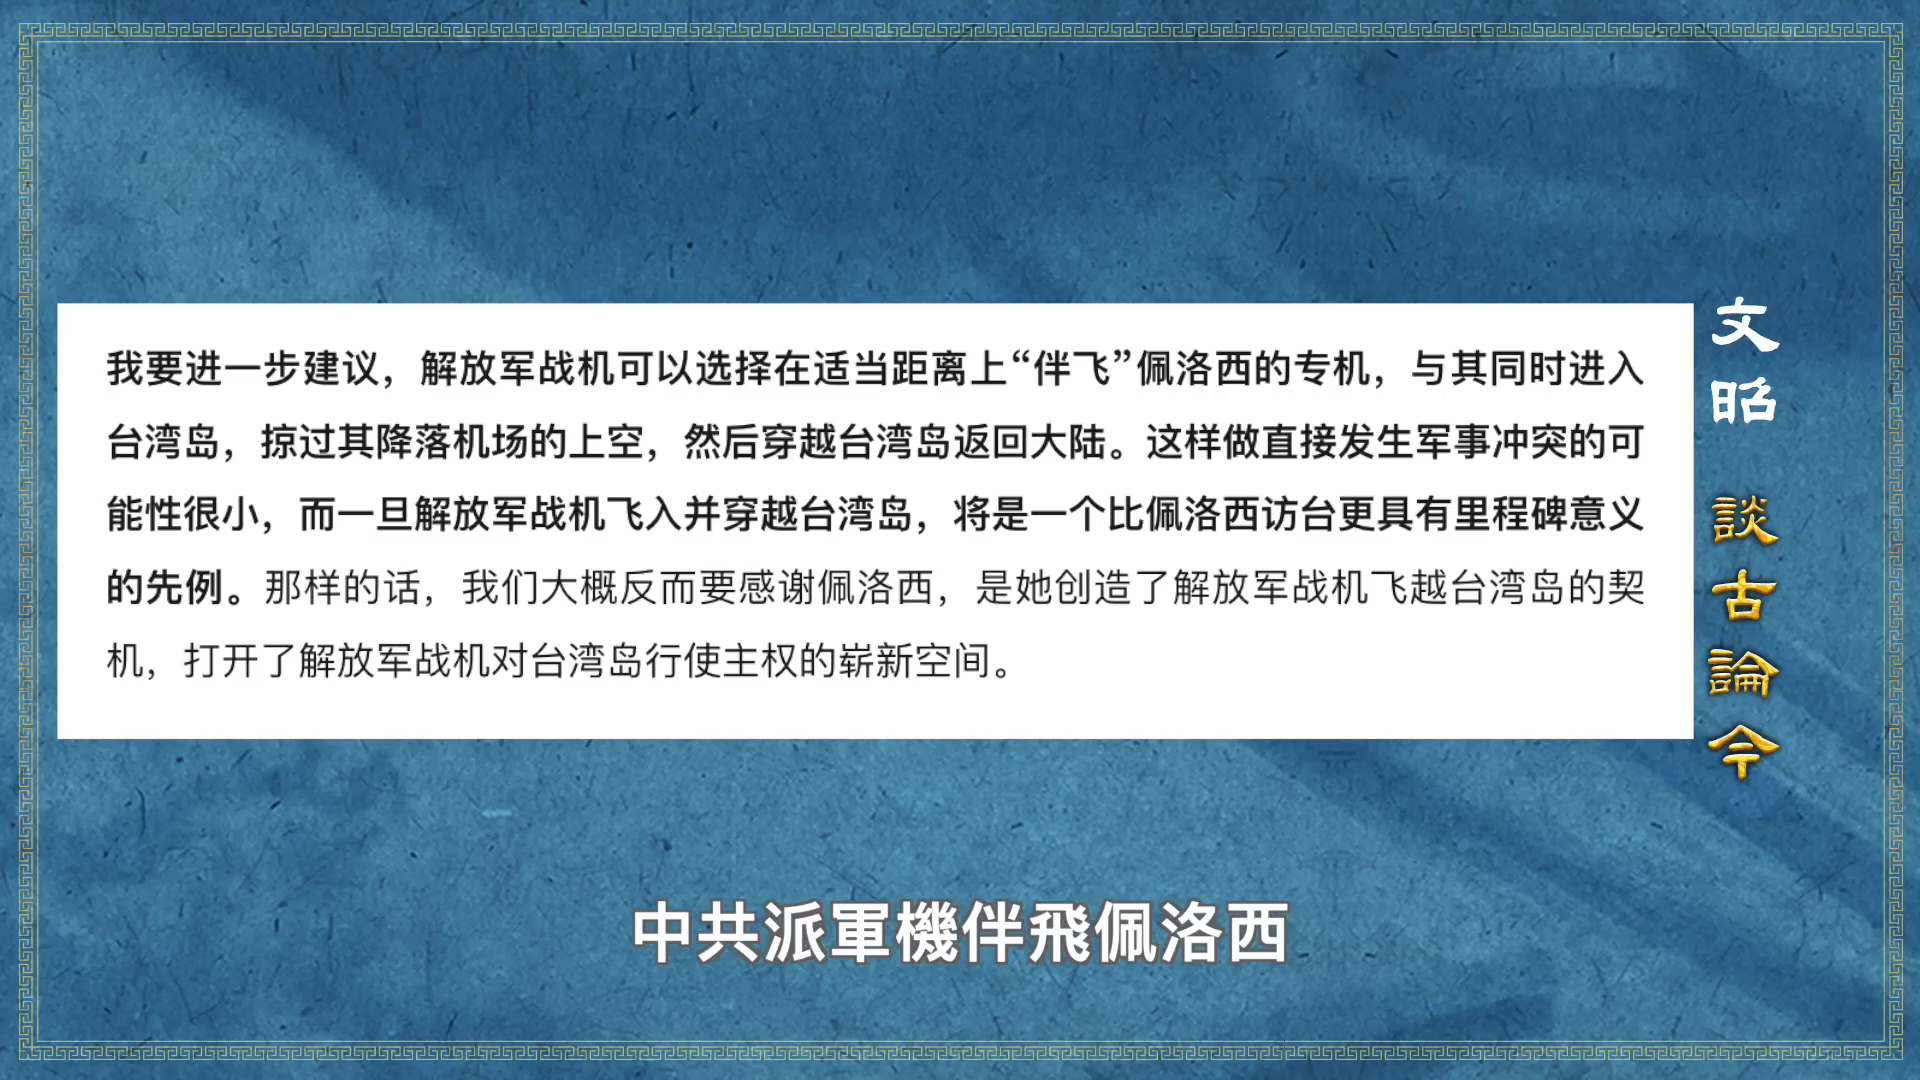 我要进一步建议，解放军战机可以选择在适当距离上“伴飞”佩洛西的专机，与其同时进入
台湾岛，掠过其降落机场的上空，然后穿越台湾岛返回大陆。这样做直接发生军事冲突的可
能性很小，而一旦解放军战机飞入并穿越台湾岛，将是一个比佩洛西访台更具有里程碑意义
的先例。那样的话，我们大概反而要感谢佩洛西，是她创造了解放军战机飞越台湾岛的契
机，打开了解放军战机对台湾岛行使主权的崭新空间。
文昭 談古論今
中共派軍機伴飛佩洛西